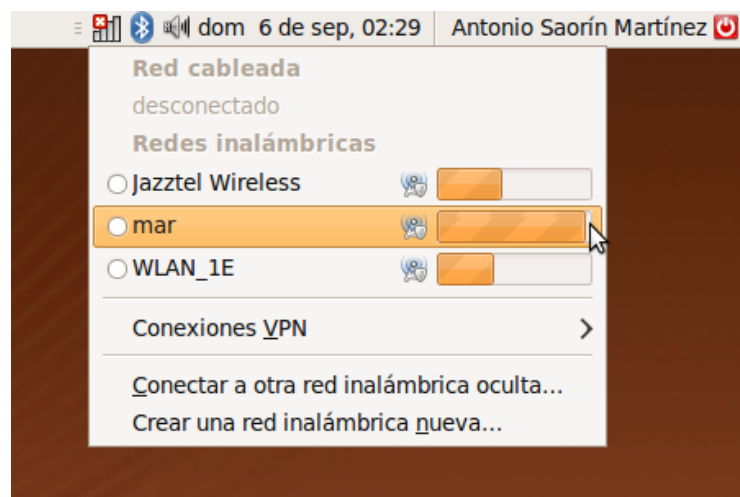 dom 6 de sep, 02:29 Antonio Saorín Martínez
Red cableada
desconectado
Redes inalámbricas
Jazztel Wireless
mar
WLAN_1E
Conexiones VPN
Conectar a otra red inalámbrica oculta...
Crear una red inalámbrica nueva...